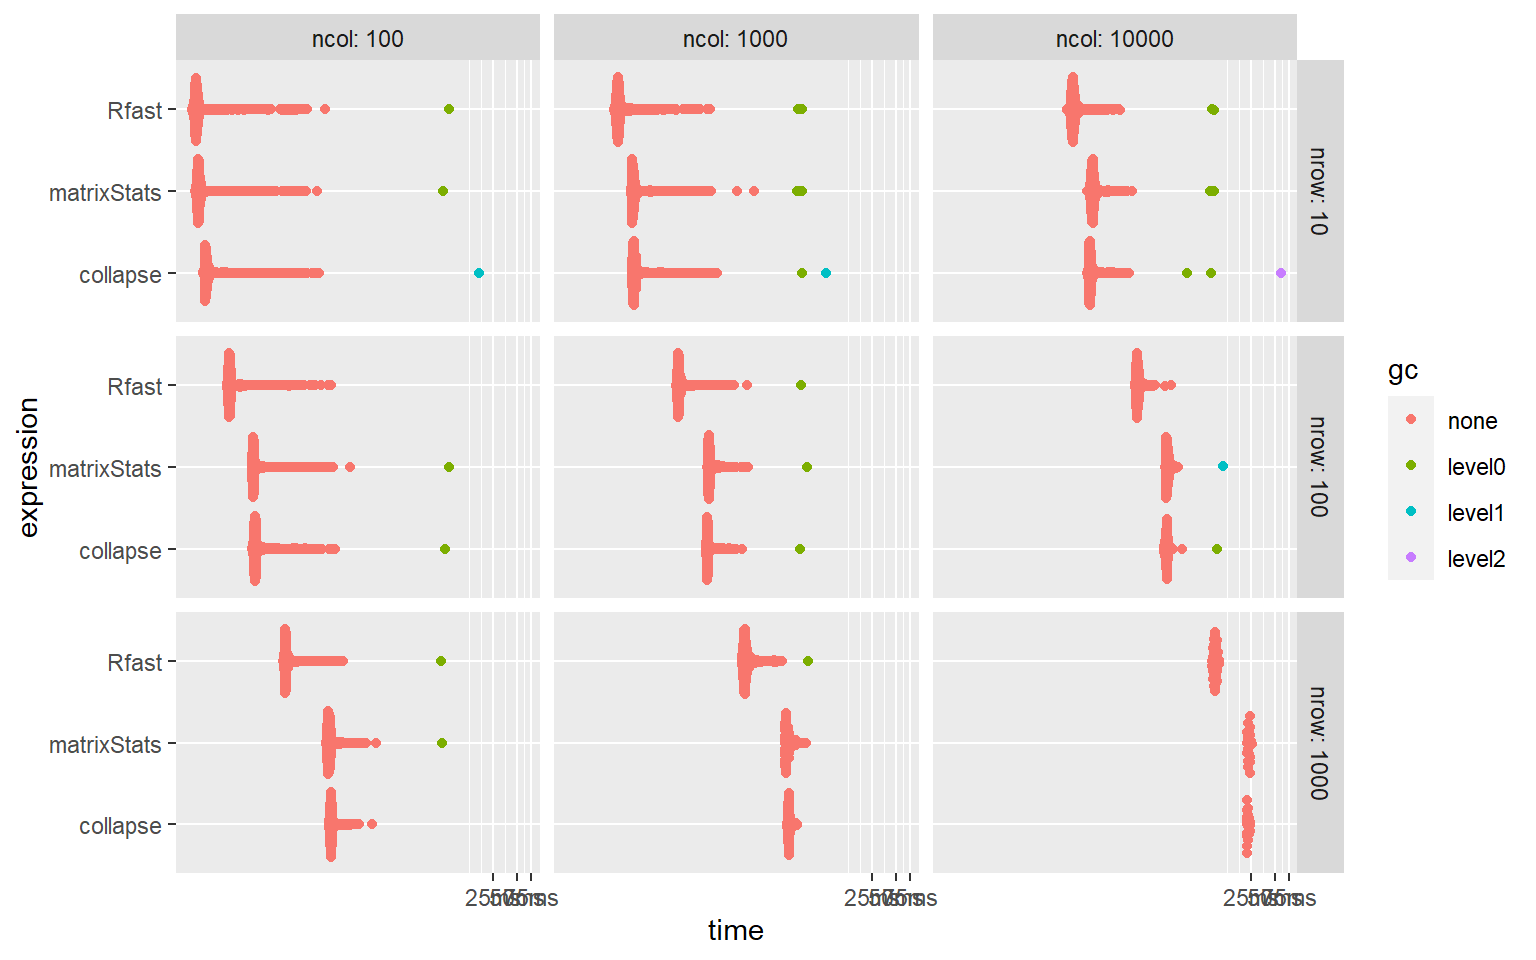 ncol: 100
ncol: 1000
ncol: 10000
Rfast
matrixStats
collapse
nrow: 10
Rfast
matrixStats
collapse
nrow: 100
Rfast
matrixStats
collapse
nrow: 1000
expression
time
gc
none
level0
level1
level2